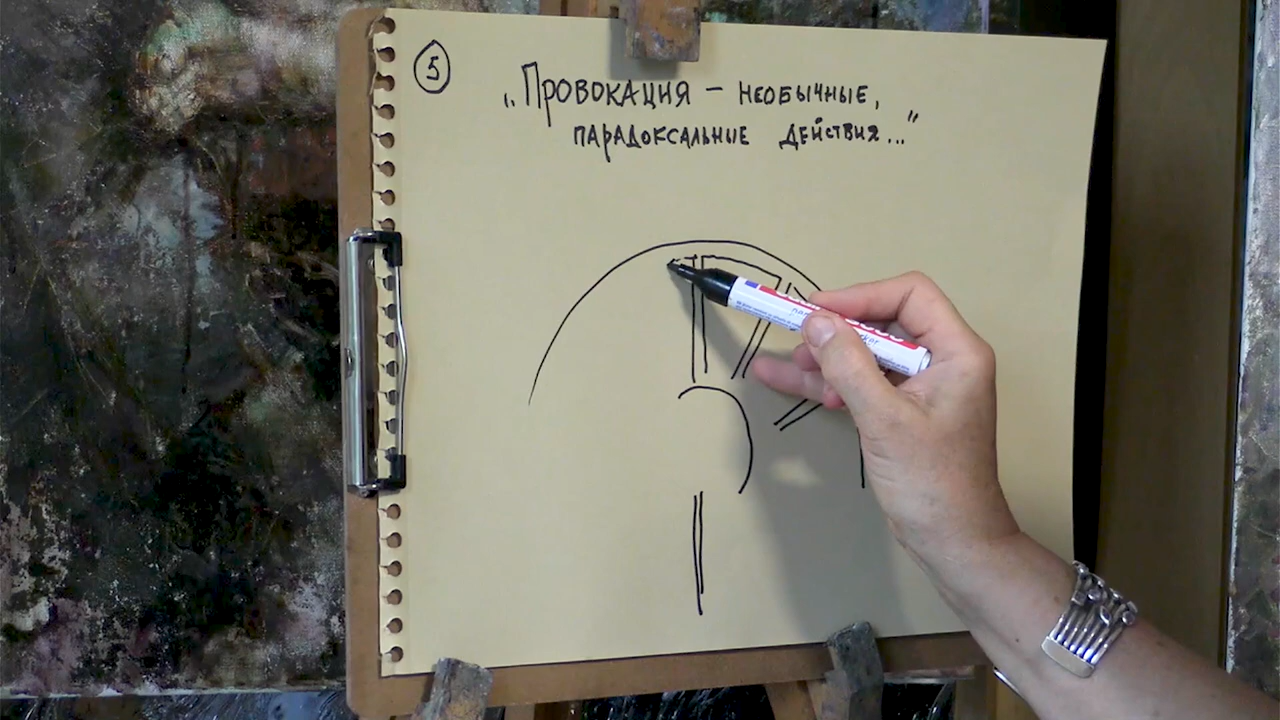 5
„Провокация – необычные,
парадоксальные действия..."